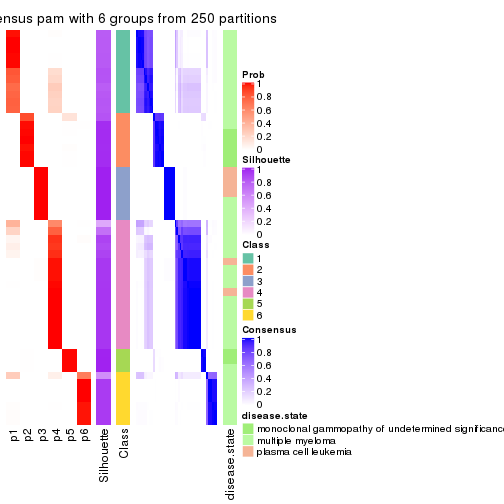 ensus pam with 6 groups from 250 partitions
Prob
1
0.8
0.6
0.4
0.2
0
Silhouette
1
0.8
0.6
0.4
0.2
0
Class
1
2
3
4
5
6
Consensus
1
0.8
0.6
0.4
0.2
0
disease.state
monoclonal gammopathy of undetermined significance
multiple myeloma
plasma cell leukemia
p1
p2
p3
p4
p5
p6
Silhouette
Class
disease.state